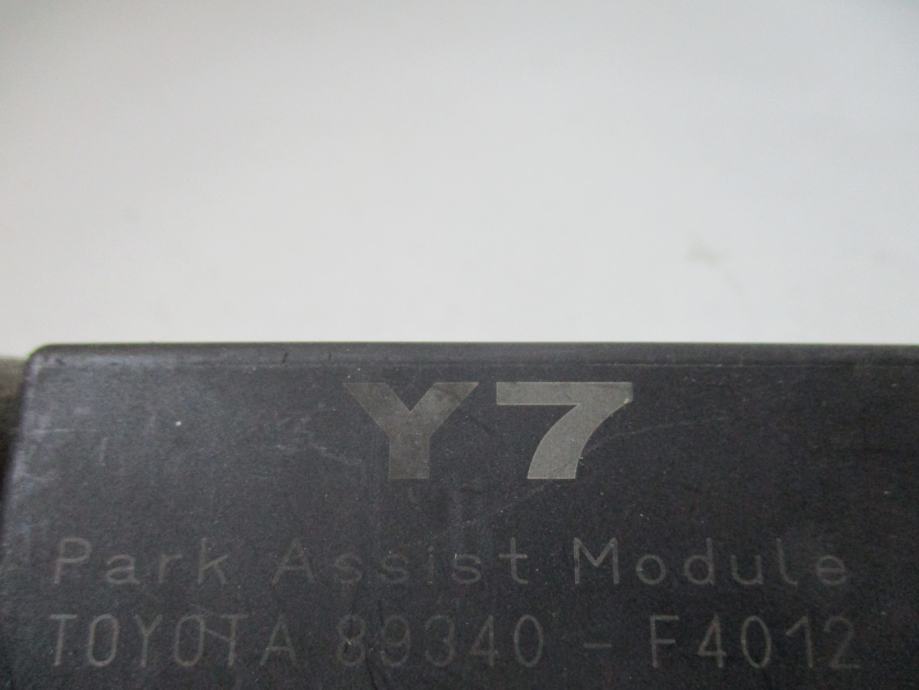 Y7
Park Assist Module
TOYOTA 89340 - F4012